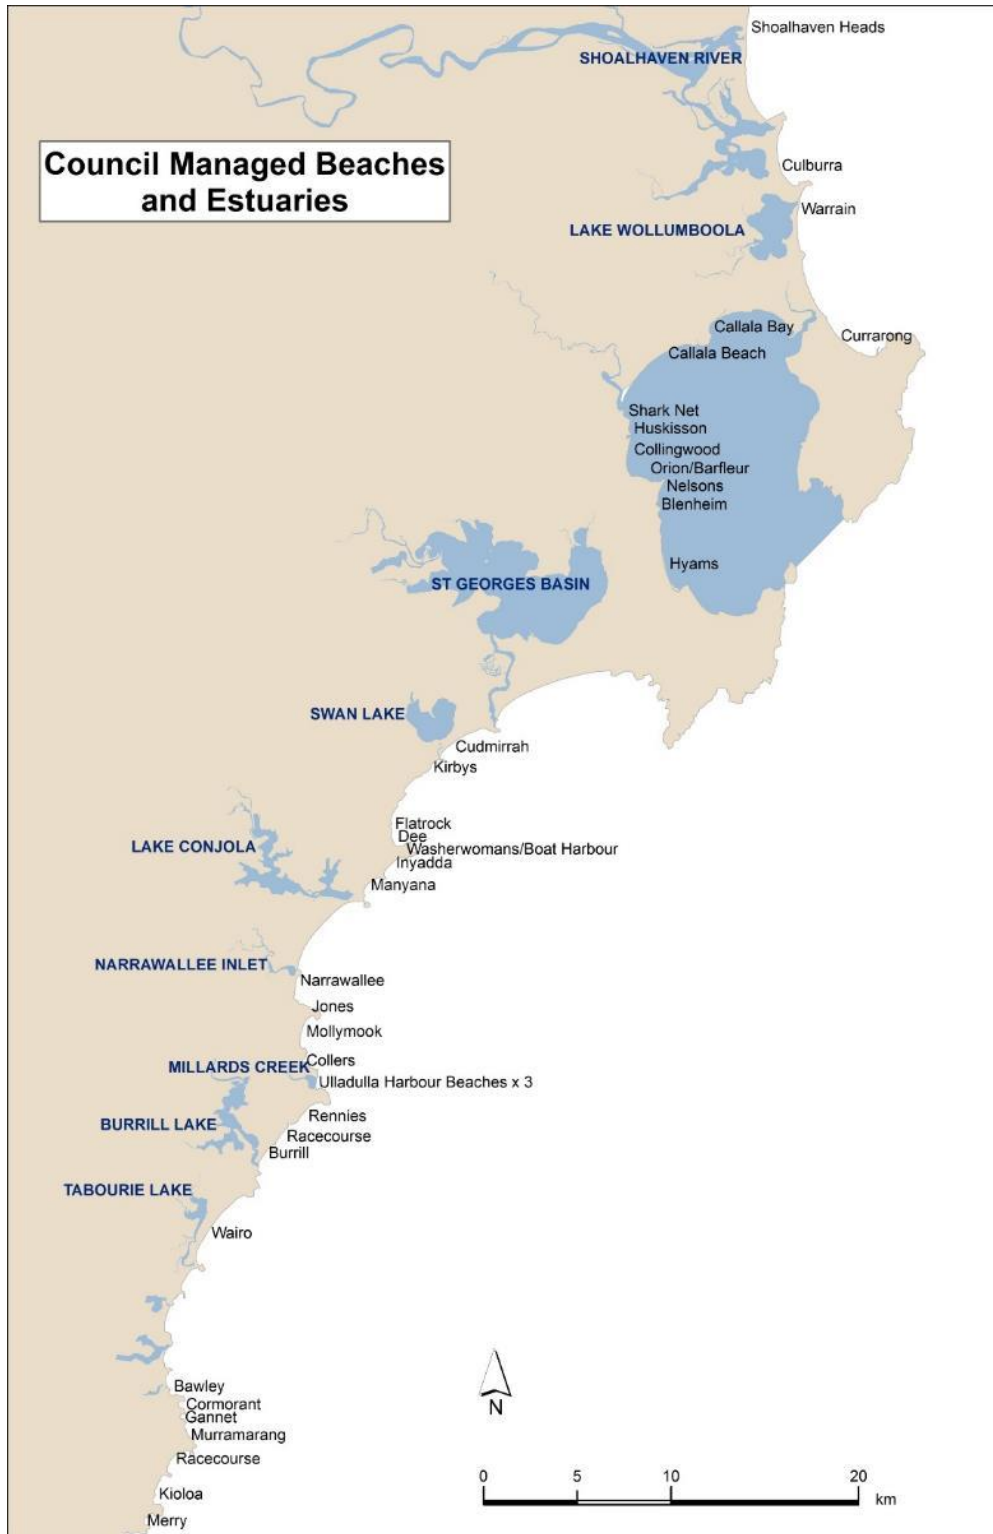 Shoalhaven Heads
SHOALHAVEN RIVER
Council Managed Beaches
and Estuaries
Culburra
Warrain
LAKE WOLLUMBOOLA
Callala Bay
Currarong
Callala Beach
Shark Net
Huskisson
Collingwood
Orion/Barfleur
Nelsons
Blenheim
Hyams
ST GEORGES BASIN
SWAN LAKE
Cudmirrah
Kirbys
Flatrock
Dee
LAKE CONJOLA
Washerwomans/Boat Harbour
Inyadda
Manyana
NARRAWALLEE INLET
Narrawallee
Jones
Mollymook
Collers
MILLARDS CREEK
Ulladulla Harbour Beaches x 3
Rennies
BURRILL LAKE
Racecourse
Burrill
TABOURIE LAKE
Wairo
Bawley
Cormorant
N
Gannet
Murramarang
Racecourse
0 5 10 20
km
Kioloa
Merry